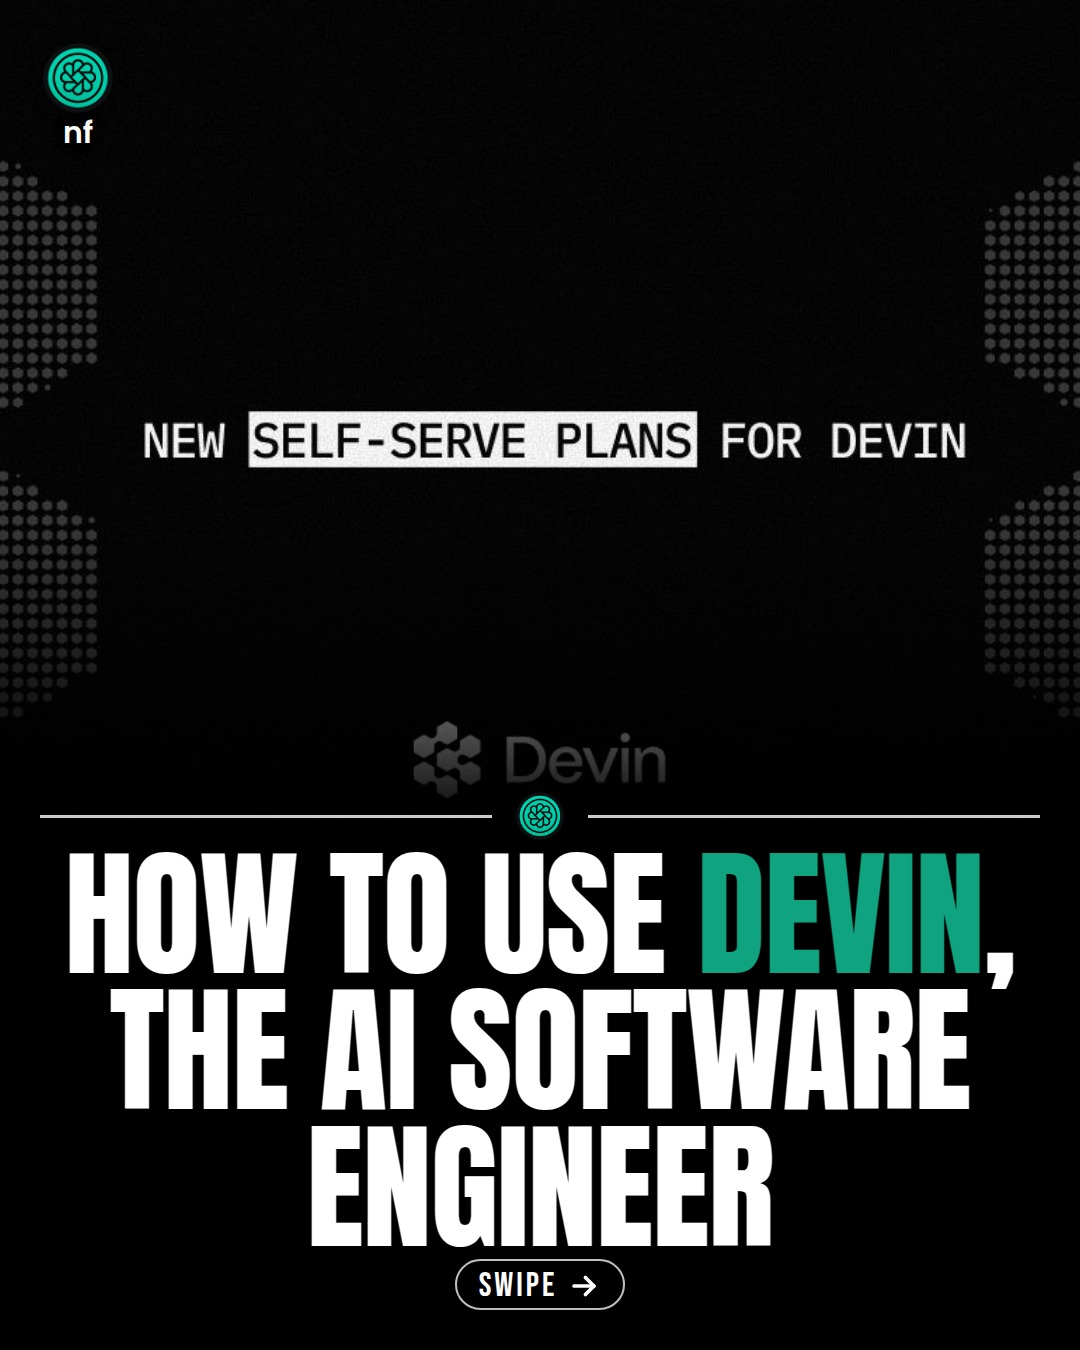 nf
NEW SELF-SERVE PLANS FOR DEVIN
Devin
HOW TO USE DEVIN,
THE AI SOFTWARE
ENGINEER
SWIPE →